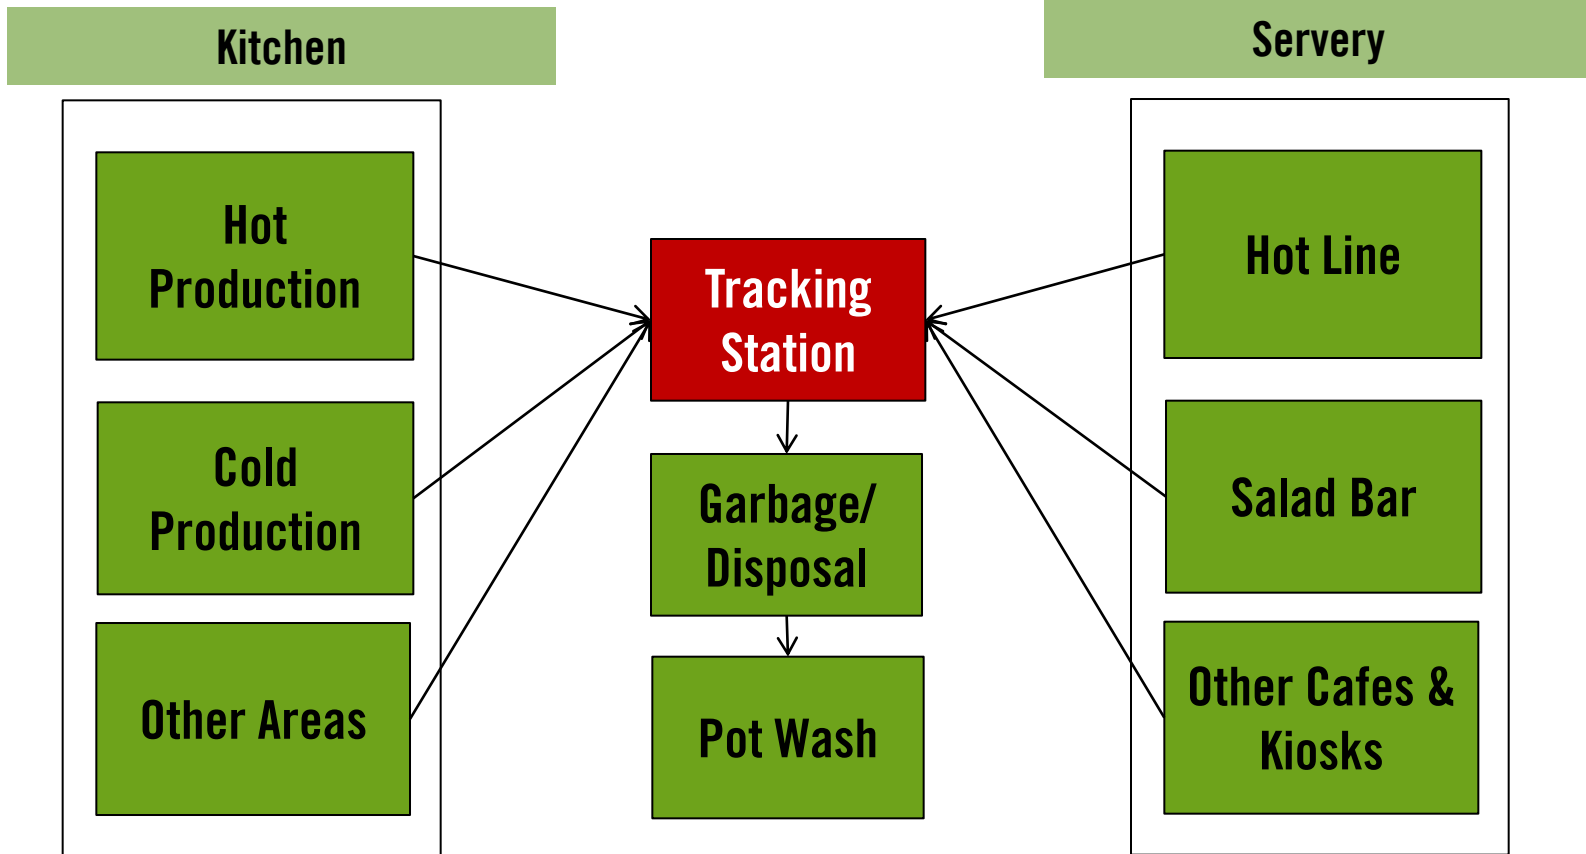 Kitchen
Servery
Hot
Production
Cold
Production
Other Areas
Tracking
Station
Garbage/
Disposal
Pot Wash
Hot Line
Salad Bar
Other Cafes &
Kiosks